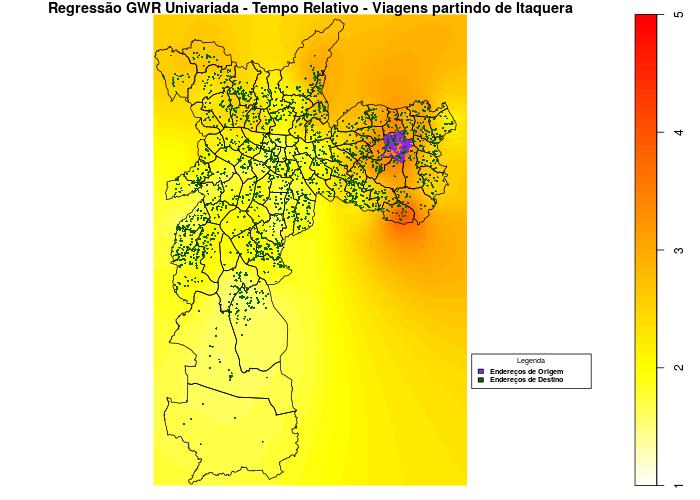 Regressão GWR Univariada - Tempo Relativo - Viagens partindo de Itaquera
5
4
3
2
1
Legenda
Endereços de Origem
Endereços de Destino